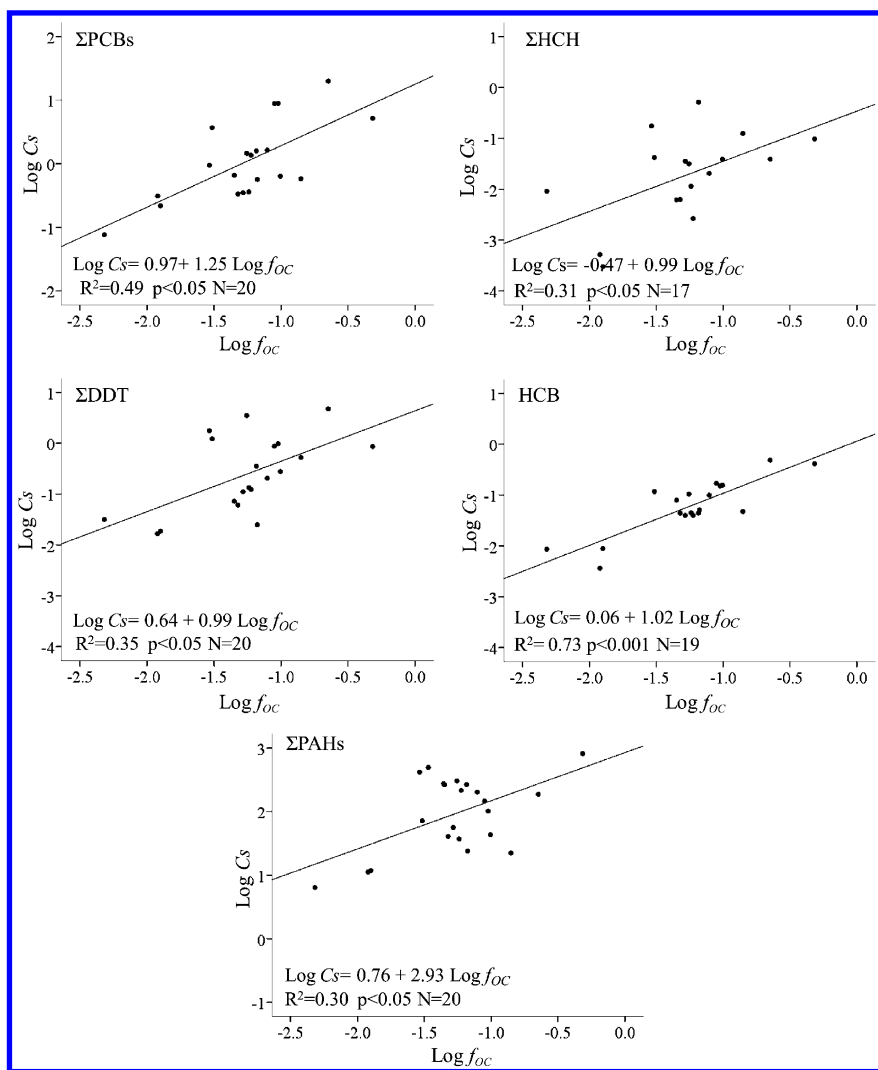 ΣPCBs
2
1
0
-1
-2
Log Cs
Log Cs= 0.97+ 1.25 Log fOC
R²=0.49 p<0.05 N=20
-2.5 -2.0 -1.5 -1.0 -0.5 0.0
Log fOC
ΣHCH
1
0
-1
-2
-3
-4
Log Cs
Log Cs= -0.47 + 0.99 Log fOC
R²=0.31 p<0.05 N=17
-2.5 -2.0 -1.5 -1.0 -0.5 0.0
Log fOC
ΣDDT
1
0
-1
-2
-3
-4
Log Cs
Log Cs= 0.64 + 0.99 Log fOC
R²=0.35 p<0.05 N=20
-2.5 -2.0 -1.5 -1.0 -0.5 0.0
Log fOC
HCB
1
0
-1
-2
-3
-4
Log Cs
Log Cs= 0.06 + 1.02 Log fOC
R²= 0.73 p<0.001 N=19
-2.5 -2.0 -1.5 -1.0 -0.5 0.0
Log fOC
ΣPAHs
3
2
1
0
-1
Log Cs
Log Cs= 0.76 + 2.93 Log fOC
R²=0.30 p<0.05 N=20
-2.5 -2.0 -1.5 -1.0 -0.5 0.0
Log fOC